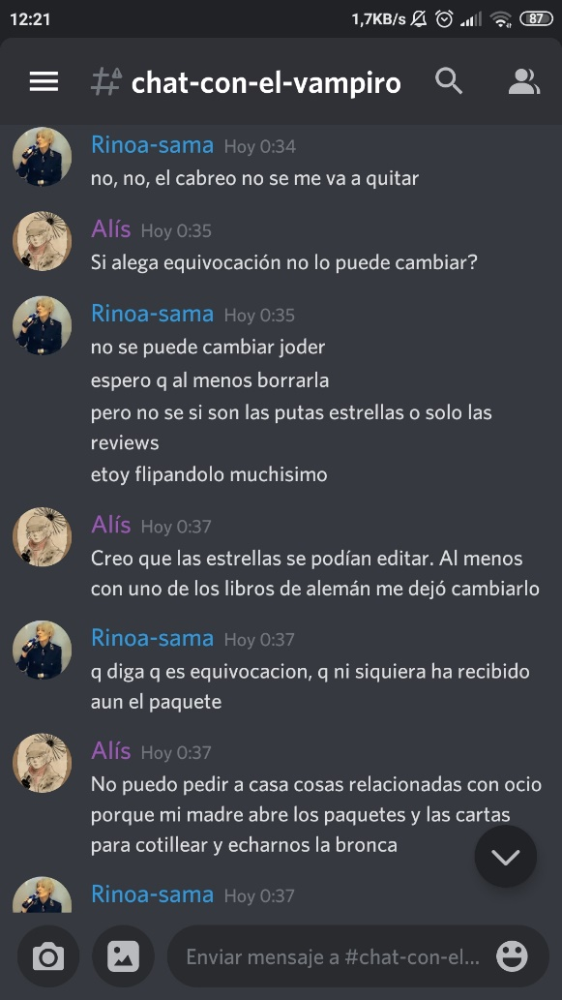 12:21
1,7KB/s
87
chat-con-el-vampiro
Rinoa-sama Hoy 0:34
no, no, el cabreo no se me va a quitar
Alís Hoy 0:35
Si alega equivocación no lo puede cambiar?
Rinoa-sama Hoy 0:35
no se puede cambiar joder
espero q al menos borrarla
pero no se si son las putas estrellas o solo las
reviews
etoy flipandolo muchisimo
Alís Hoy 0:37
Creo que las estrellas se podían editar. Al menos
con uno de los libros de alemán me dejó cambiarlo
Rinoa-sama Hoy 0:37
q diga q es equivocacion, q ni siquiera ha recibido
aun el paquete
Alís Hoy 0:37
No puedo pedir a casa cosas relacionadas con ocio
porque mi madre abre los paquetes y las cartas
para cotillear y echarnos la bronca
Rinoa-sama Hoy 0:37
Enviar mensaje a #chat-con-el...